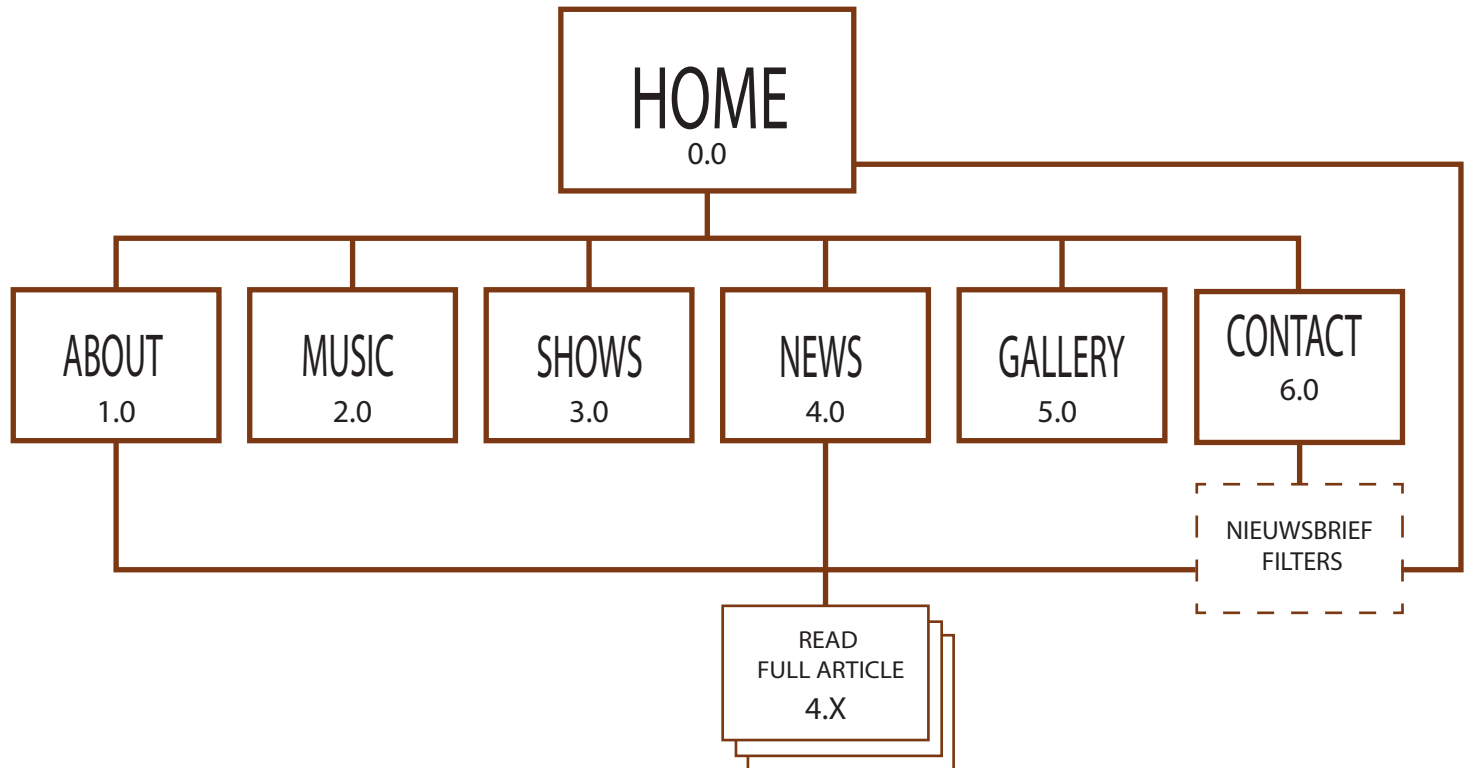 HOME
0.0
ABOUT
1.0
MUSIC
2.0
SHOWS
3.0
NEWS
4.0
GALLERY
5.0
CONTACT
6.0
NIEUWSBRIEF
FILTERS
READ
FULL ARTICLE
4.X